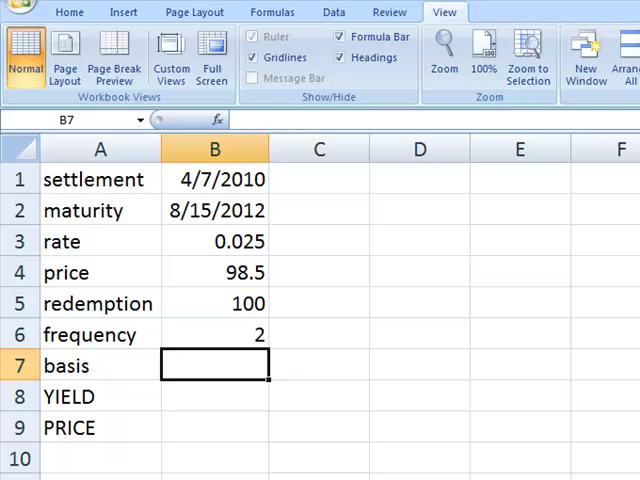 Home Insert Page Layout Formulas Data Review View
Ruler Formula Bar
Gridlines Headings
Message Bar
Normal Page Layout Page Break Preview Custom Views Full Screen Zoom 100% Zoom to Selection New Window Arrang All
Workbook Views Show/Hide Zoom
B7 fx
A B C D E F
1 settlement 4/7/2010
2 maturity 8/15/2012
3 rate 0.025
4 price 98.5
5 redemption 100
6 frequency 2
7 basis
8 YIELD
9 PRICE
10